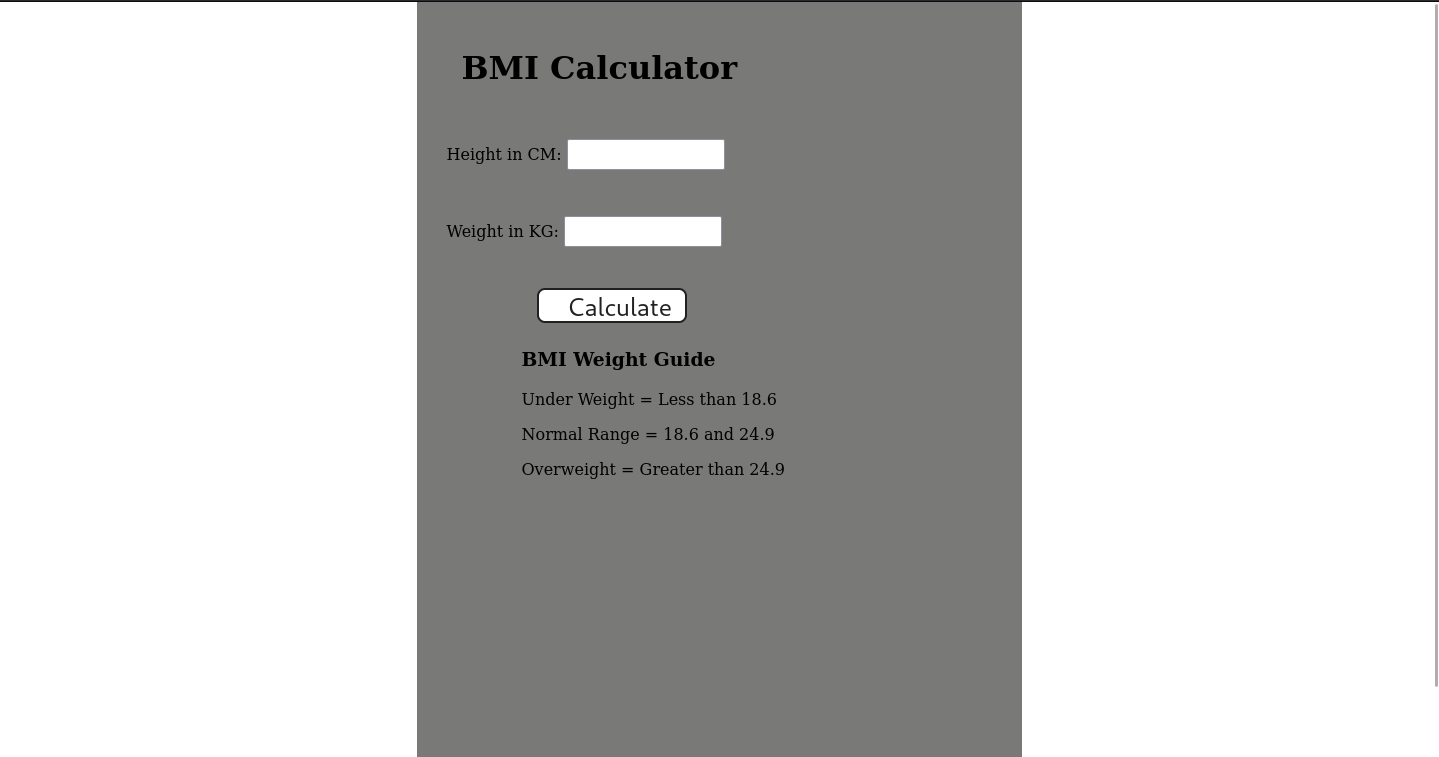 BMI Calculator
Height in CM:
Weight in KG:
Calculate
BMI Weight Guide
Under Weight = Less than 18.6
Normal Range = 18.6 and 24.9
Overweight = Greater than 24.9